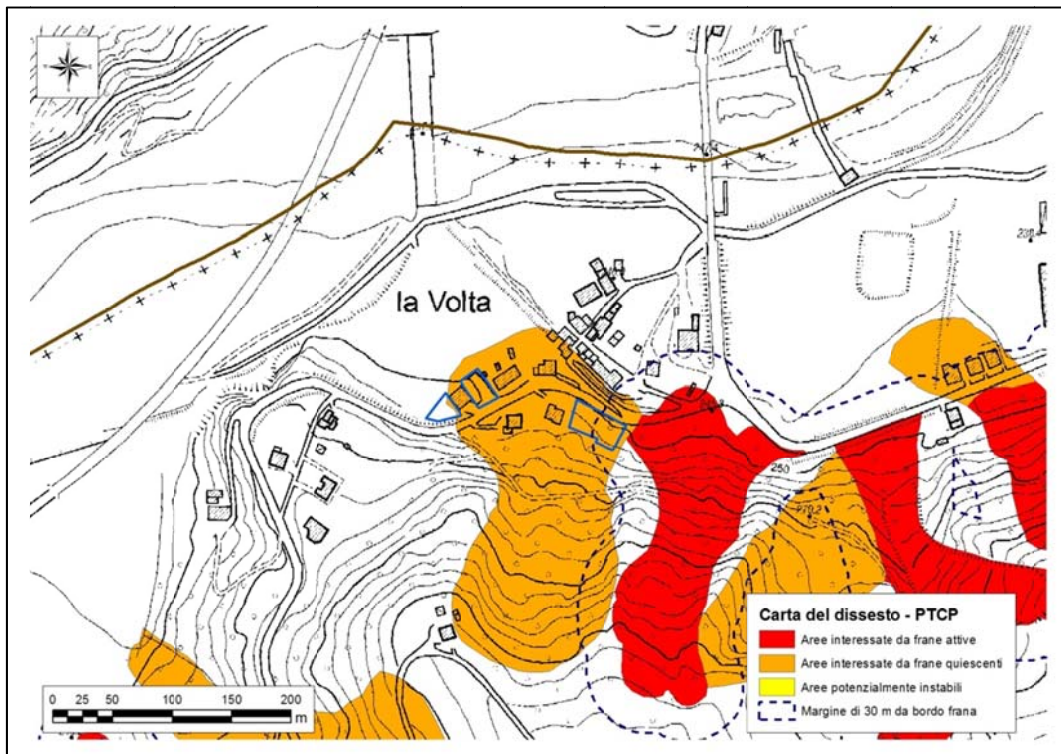 la Volta
250
Carta del dissesto - PTCP
Aree interessate da frane attive
Aree interessate da frane quiescenti
Aree potenzialmente instabili
Margine di 30 m da bordo frana
0 25 50 100 150 200
m